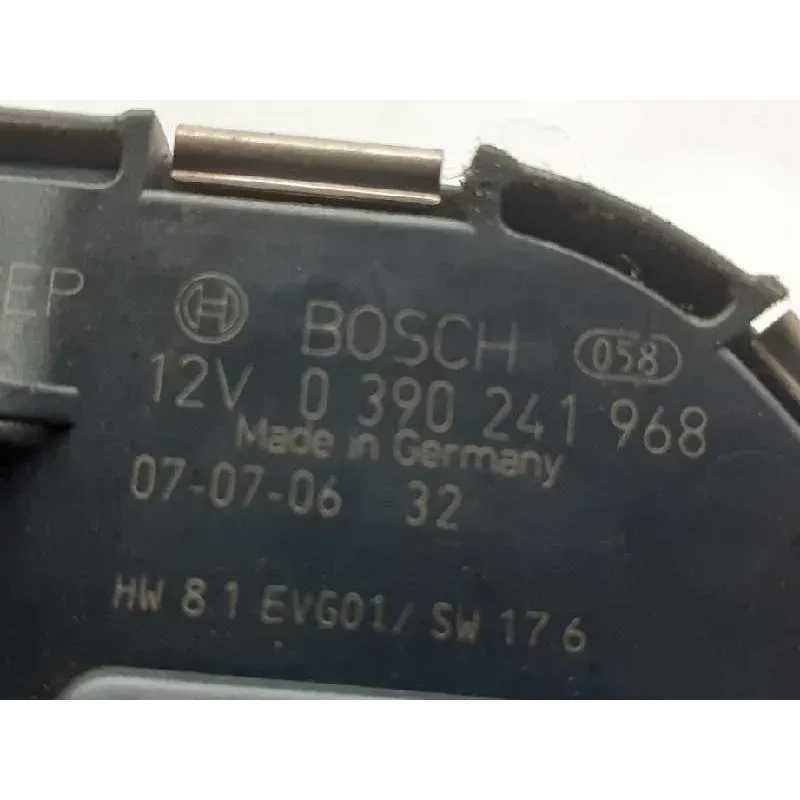 BOSCH 058
12V 0 390 241 968
Made in Germany
07-07-06 32
HW 8 1 EVG01/ SW 17 6